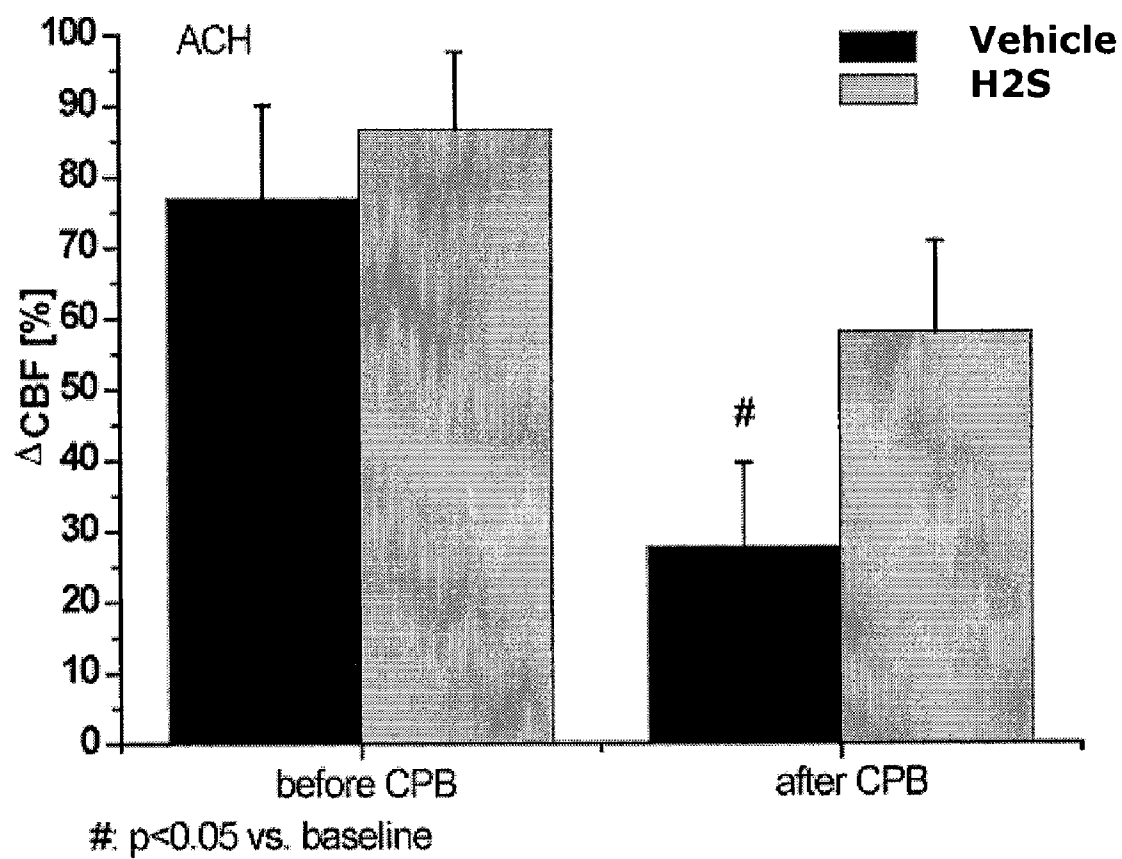 ACH
Vehicle
H2S
ΔCBF [%]
100
90
80
70
60
50
40
30
20
10
0
#
before CPB
after CPB
#: p<0.05 vs. baseline